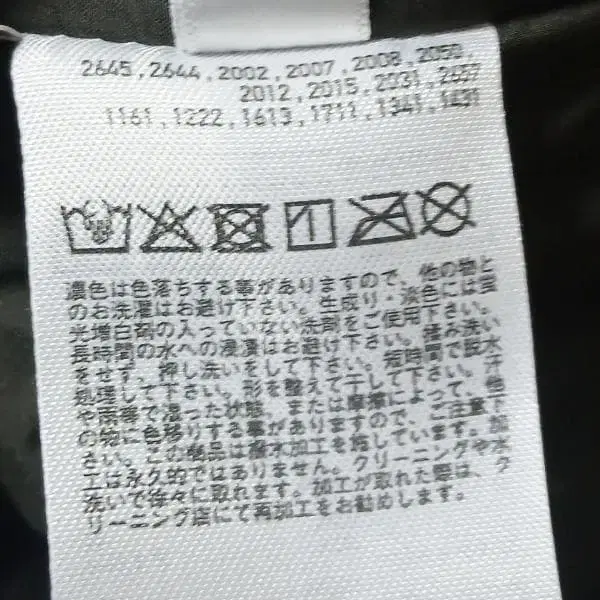 2645,2644,2002,2007,2008,2050,
2012,2015,2031,2627
1161,1222,1613,1711,1341,1431
濃色は色落ちする事がありますので、他の物と
のお洗濯はお避け下さい。生成り・淡色には蛍
光増白剤の入っていない洗剤をご使用下さい。
長時間の水への浸漬はお避け下さい。揉み洗い
をせず、押し洗いをして下さい。短時間で脱水
処理して下さい。形を整えて干して下さい。汗
や雨等で湿った状態、または摩擦によって、他
の物に色移りする事がありますので、ご注意下
さい。この商品は撥水加工を施しています。加
工は永久的ではありません。クリーニングや水
洗いで徐々に取れます。加工が取れた際は、ク
リーニング店にて再加工をお勧めします。